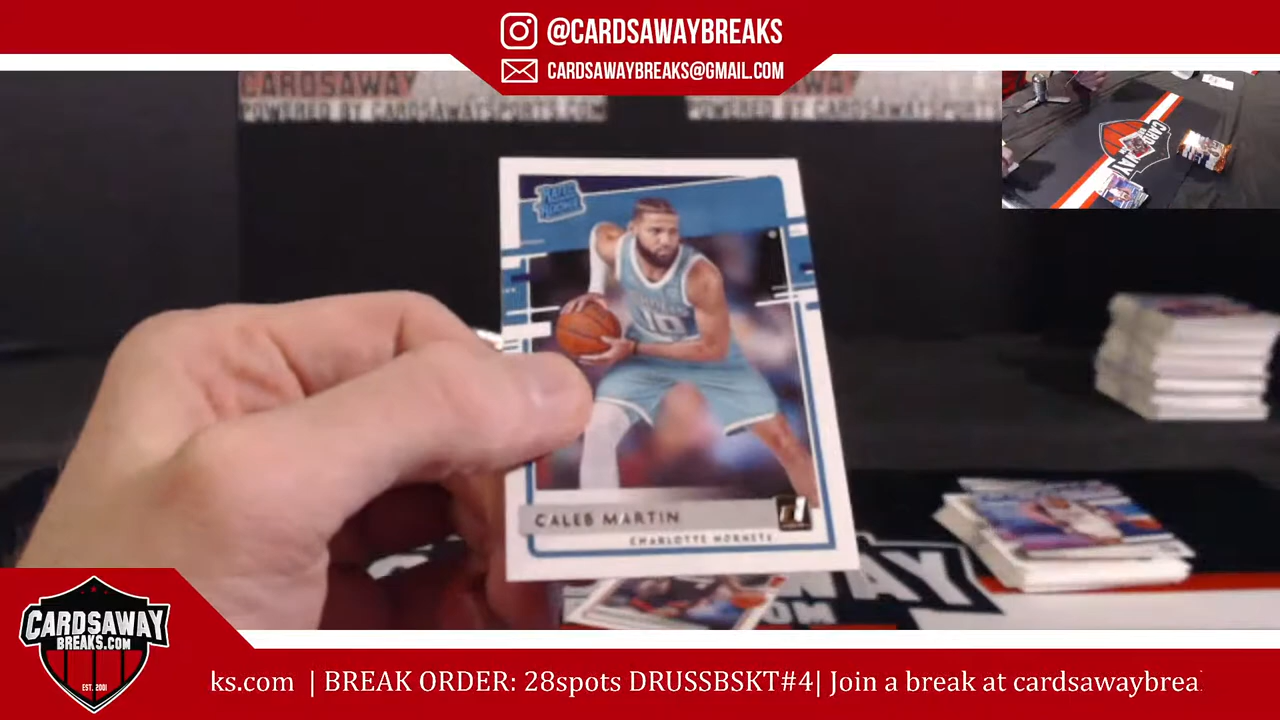 @CARDSAWAYBREAKS
CARDSAWAYBREAKS@GMAIL.COM
CARDSAWAY
POWERED BY CARDSAWAYSPORTS.COM
RATED
ROOKIE
10
CALEB MARTIN
CHARLOTTE HORNETS
CARDSAWAY
BREAKS.COM
EST. 2001
ks.com | BREAK ORDER: 28spots DRUSSBSKT#4| Join a break at cardsawaybrea